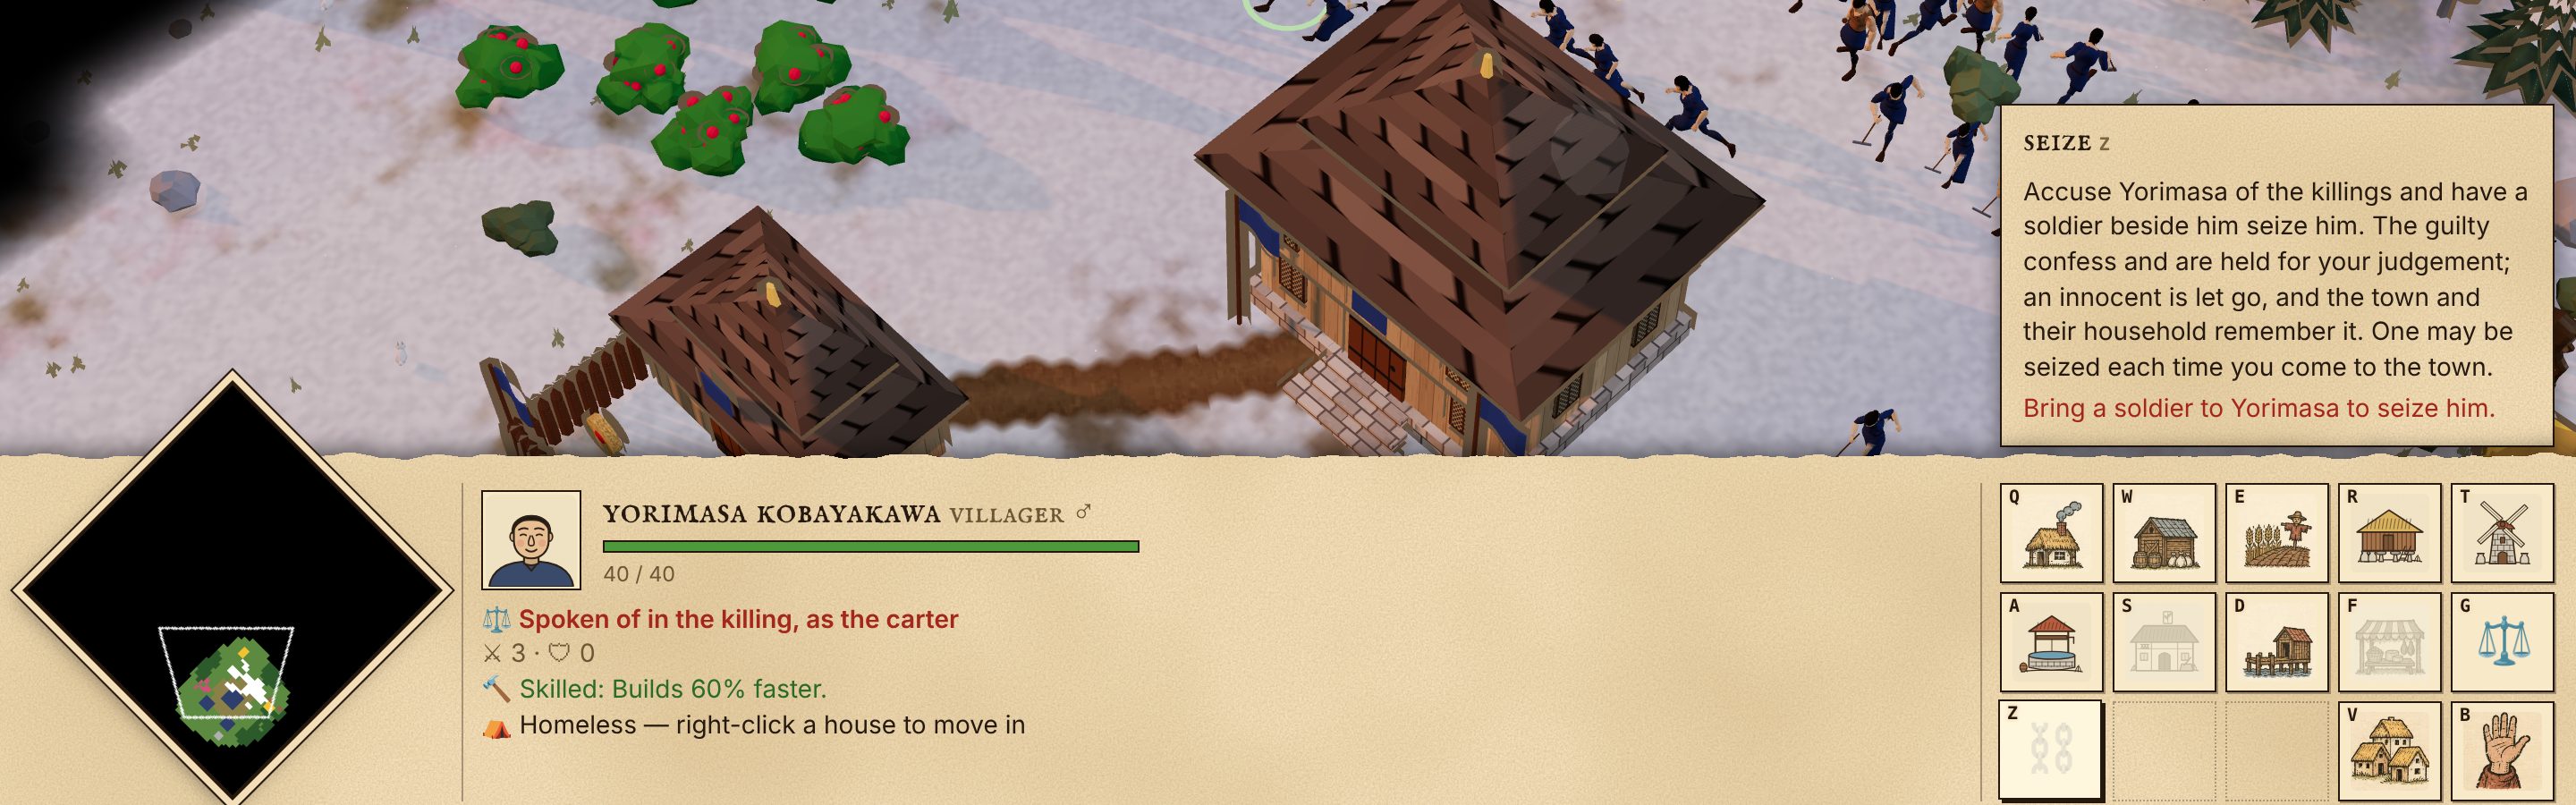 SEIZE Z
Accuse Yorimasa of the killings and have a
soldier beside him seize him. The guilty
confess and are held for your judgement;
an innocent is let go, and the town and
their household remember it. One may be
seized each time you come to the town.
Bring a soldier to Yorimasa to seize him.
YORIMASA KOBAYAKAWA VILLAGER ♂
40 / 40
Spoken of in the killing, as the carter
3 · 0
Skilled: Builds 60% faster.
Homeless — right-click a house to move in
Q W E R T
A S D F G
Z V B